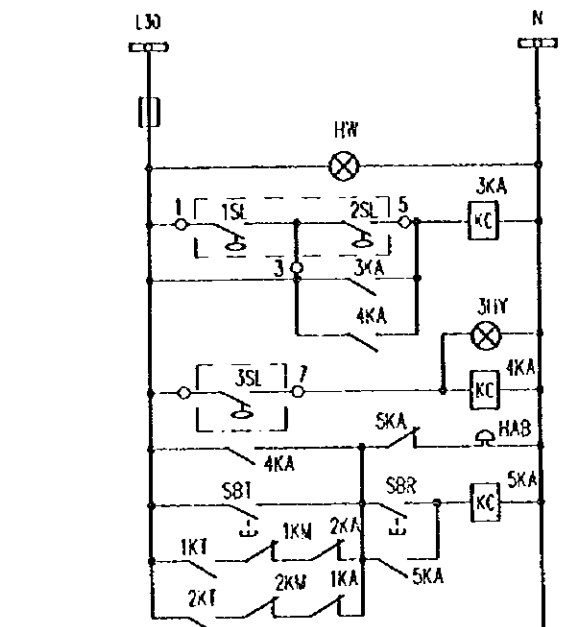 L30 N
HW
3KA
1 1SL 2SL 5 KC
3 3KA
4KA 3HY
3SL 7 4KA
KC
5KA HAB
4KA
SBT SBR 5KA
KC
1KT 1KM 2KA
5KA
2KT 2KM 1KA